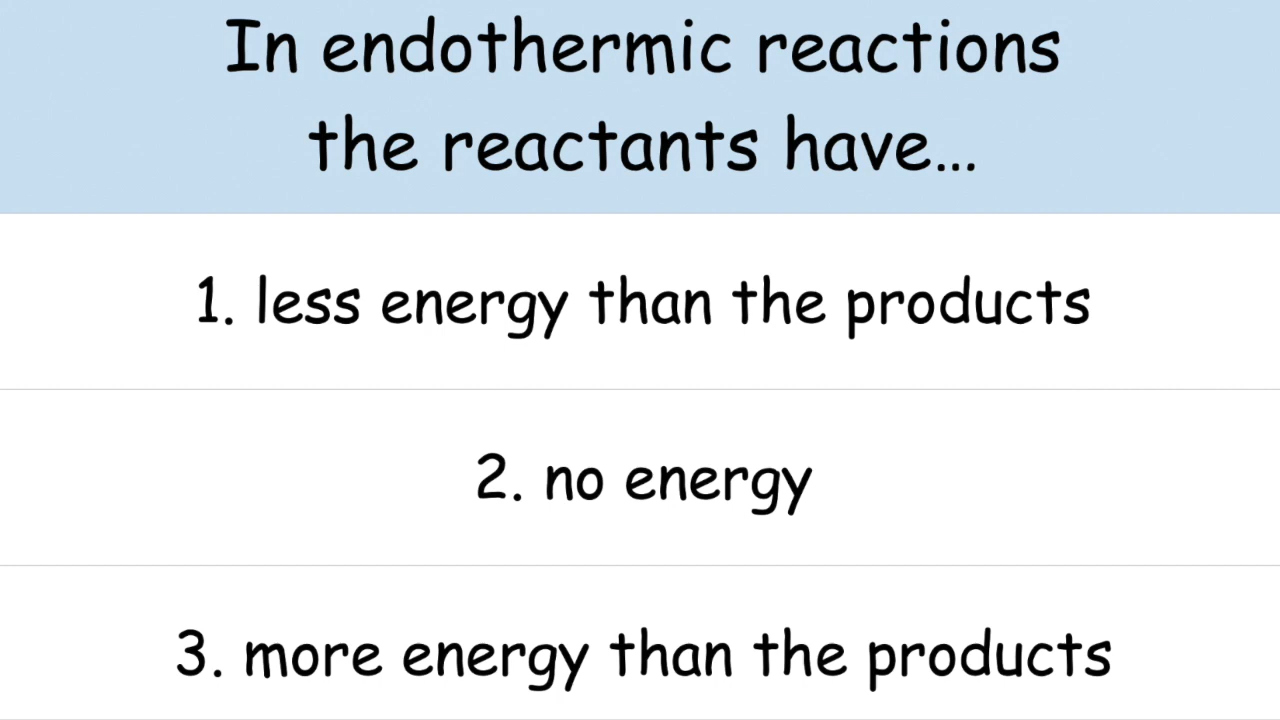 In endothermic reactions
the reactants have...
1. less energy than the products
2. no energy
3. more energy than the products